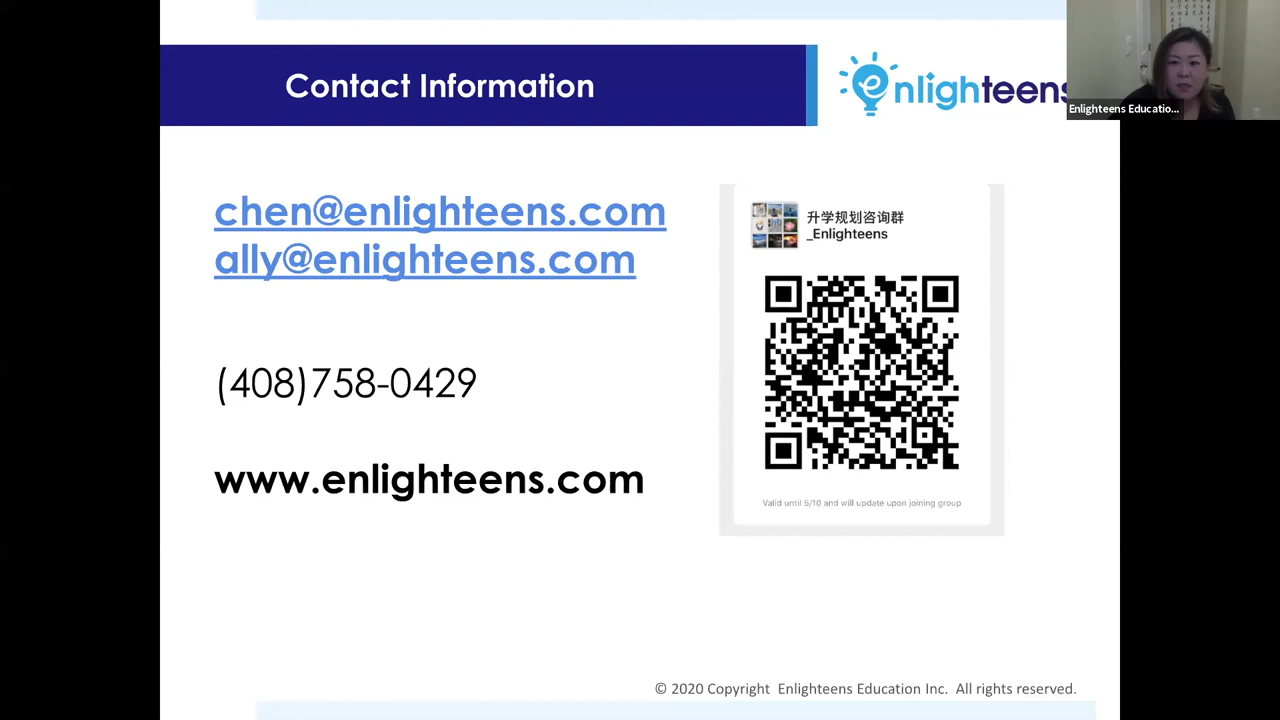 Contact Information
enlighteens
Enlighteens Educatio...
chen@enlighteens.com
ally@enlighteens.com
(408)758-0429
www.enlighteens.com
升学规划咨询群
_Enlighteens
Valid until 5/10 and will update upon joining group
© 2020 Copyright Enlighteens Education Inc. All rights reserved.